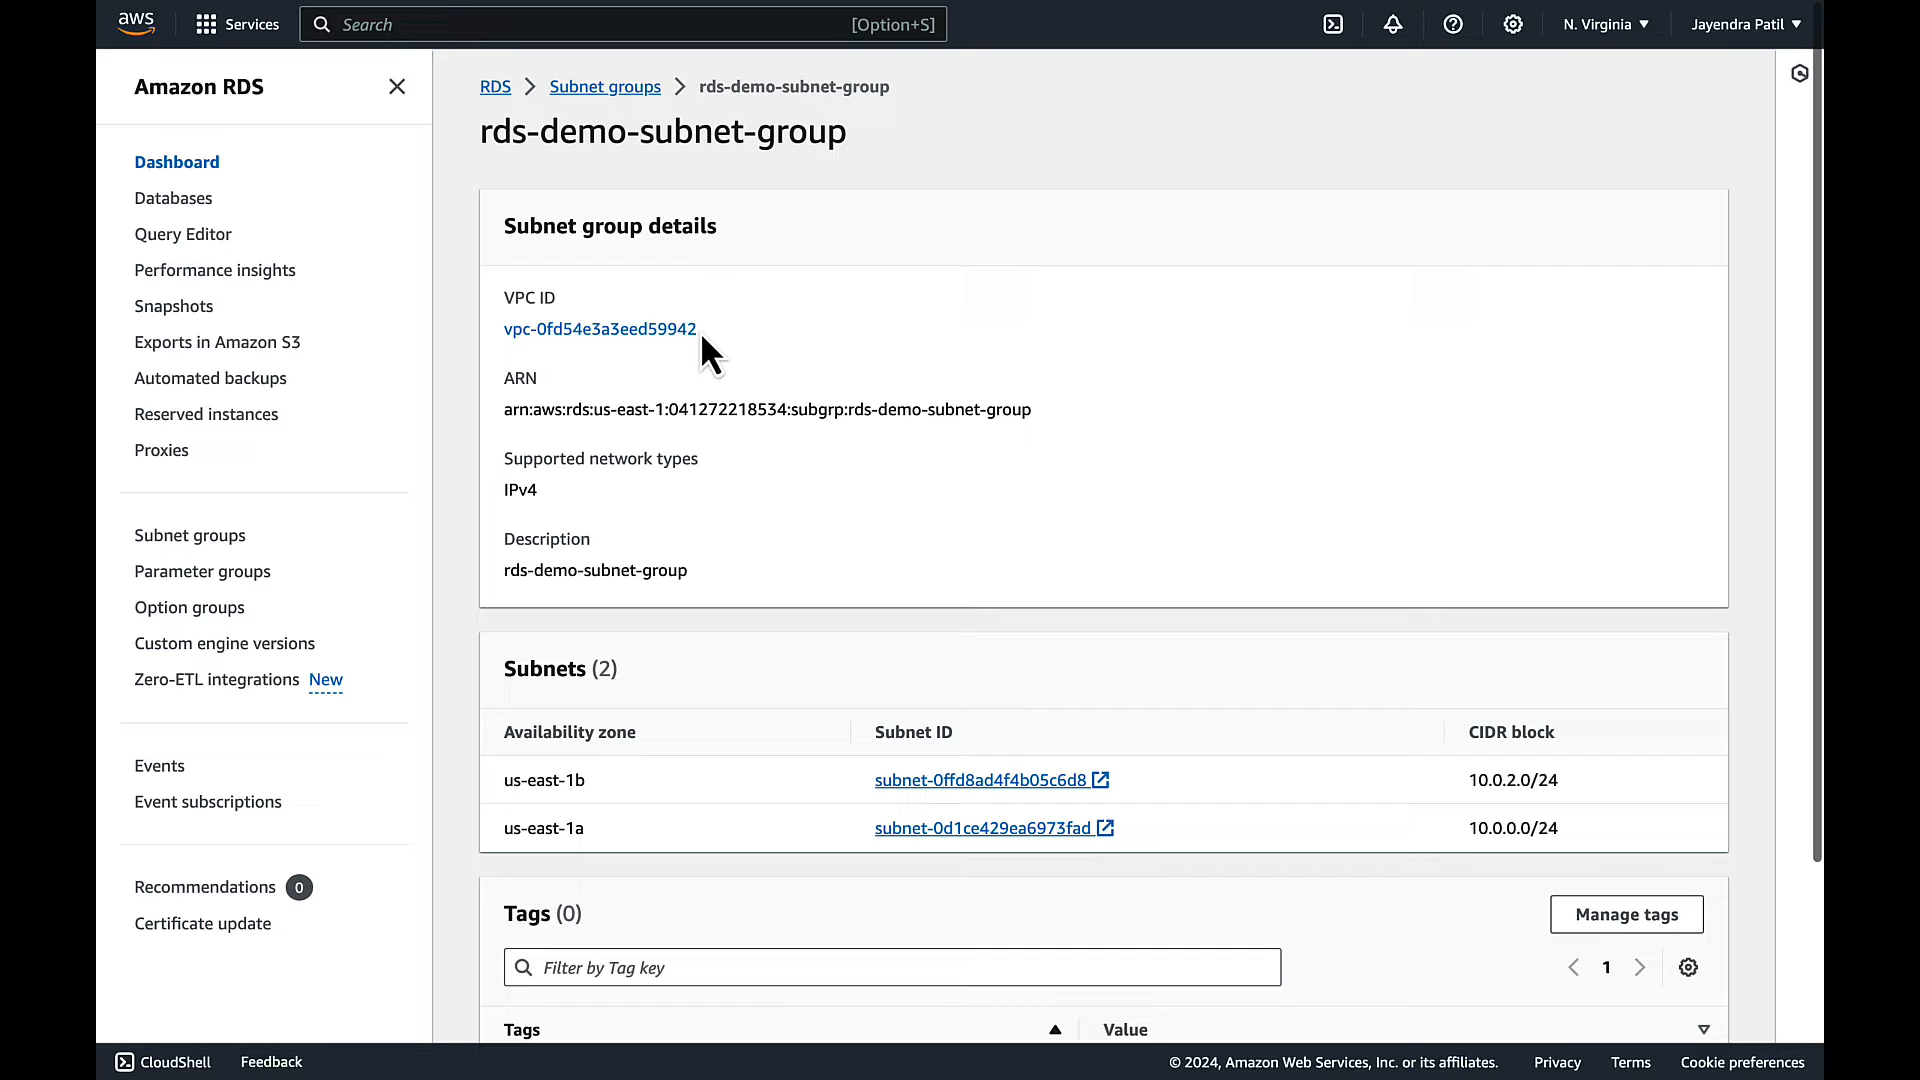 aws
Services
Search
[Option+S]
N. Virginia
Jayendra Patil
Amazon RDS
Dashboard
Databases
Query Editor
Performance insights
Snapshots
Exports in Amazon S3
Automated backups
Reserved instances
Proxies
Subnet groups
Parameter groups
Option groups
Custom engine versions
Zero-ETL integrations New
Events
Event subscriptions
Recommendations 0
Certificate update
RDS > Subnet groups > rds-demo-subnet-group
rds-demo-subnet-group
Subnet group details
VPC ID
vpc-0fd54e3a3eed59942
ARN
arn:aws:rds:us-east-1:041272218534:subgrp:rds-demo-subnet-group
Supported network types
IPv4
Description
rds-demo-subnet-group
Subnets (2)
Availability zone Subnet ID CIDR block
us-east-1b subnet-0ffd8ad4f4b05c6d8 10.0.2.0/24
us-east-1a subnet-0d1ce429ea6973fad 10.0.0.0/24
Tags (0)
Manage tags
Filter by Tag key
1
Tags Value
CloudShell Feedback © 2024, Amazon Web Services, Inc. or its affiliates. Privacy Terms Cookie preferences